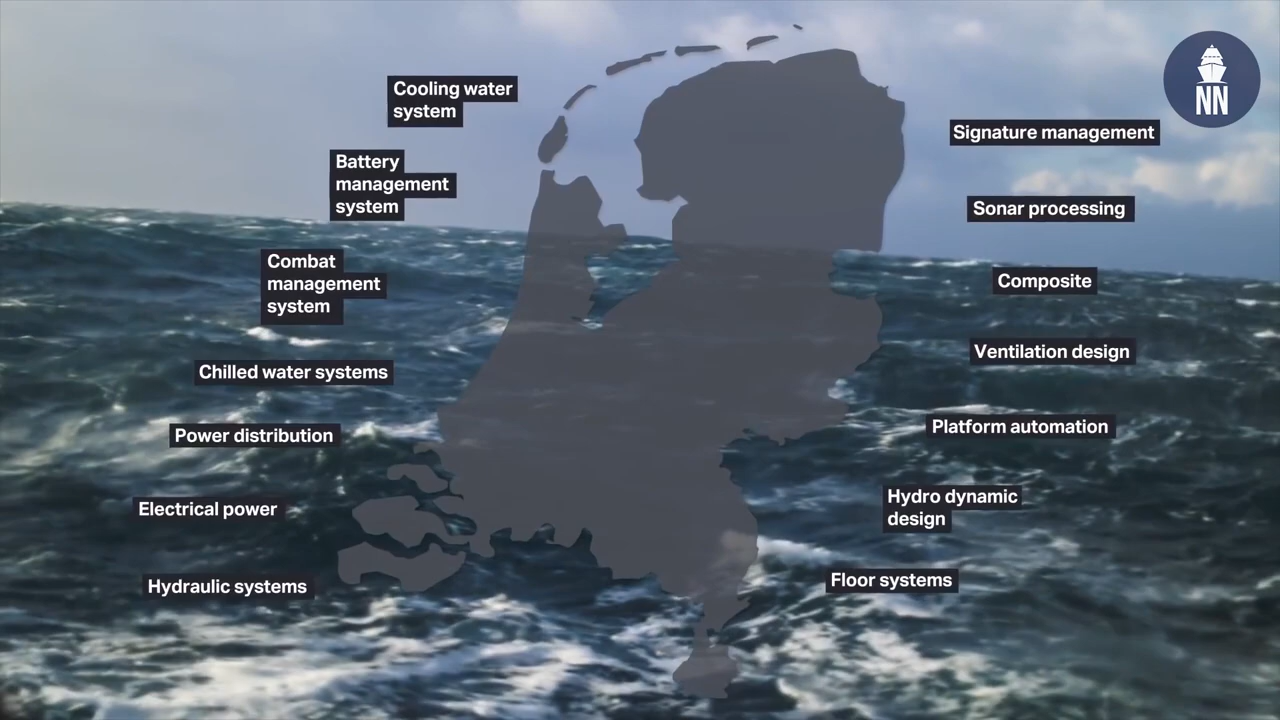 Cooling water
system
Battery
management
system
Combat
management
system
Chilled water systems
Power distribution
Electrical power
Hydraulic systems
NN
Signature management
Sonar processing
Composite
Ventilation design
Platform automation
Hydro dynamic
design
Floor systems